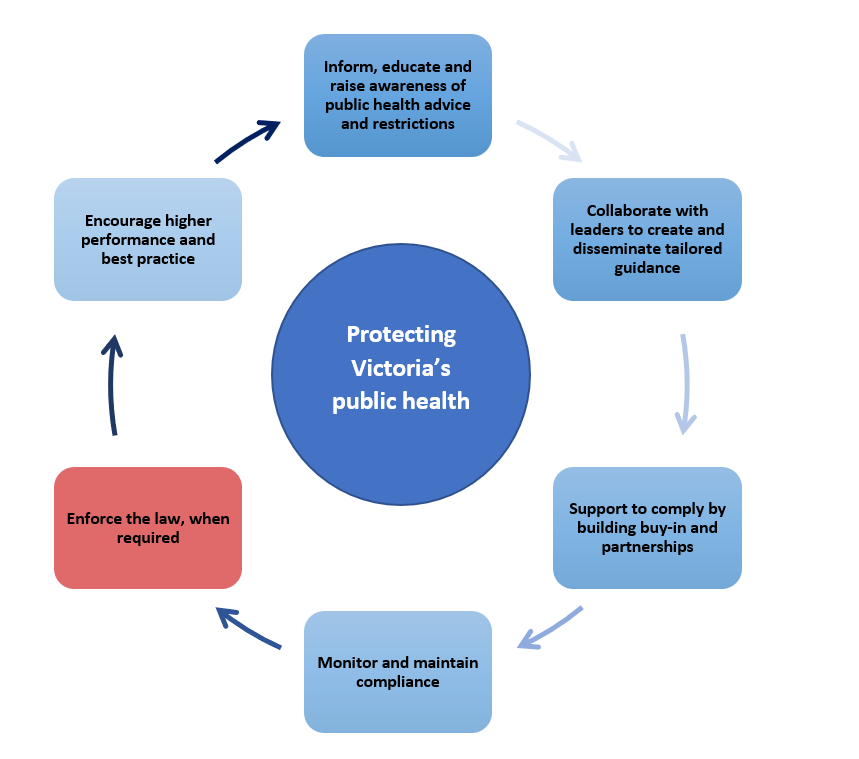 Inform, educate and
raise awareness of
public health advice
and restrictions
Collaborate with
leaders to create and
disseminate tailored
guidance
Support to comply by
building buy-in and
partnerships
Monitor and maintain
compliance
Enforce the law, when
required
Encourage higher
performance aand
best practice
Protecting
Victoria’s
public health